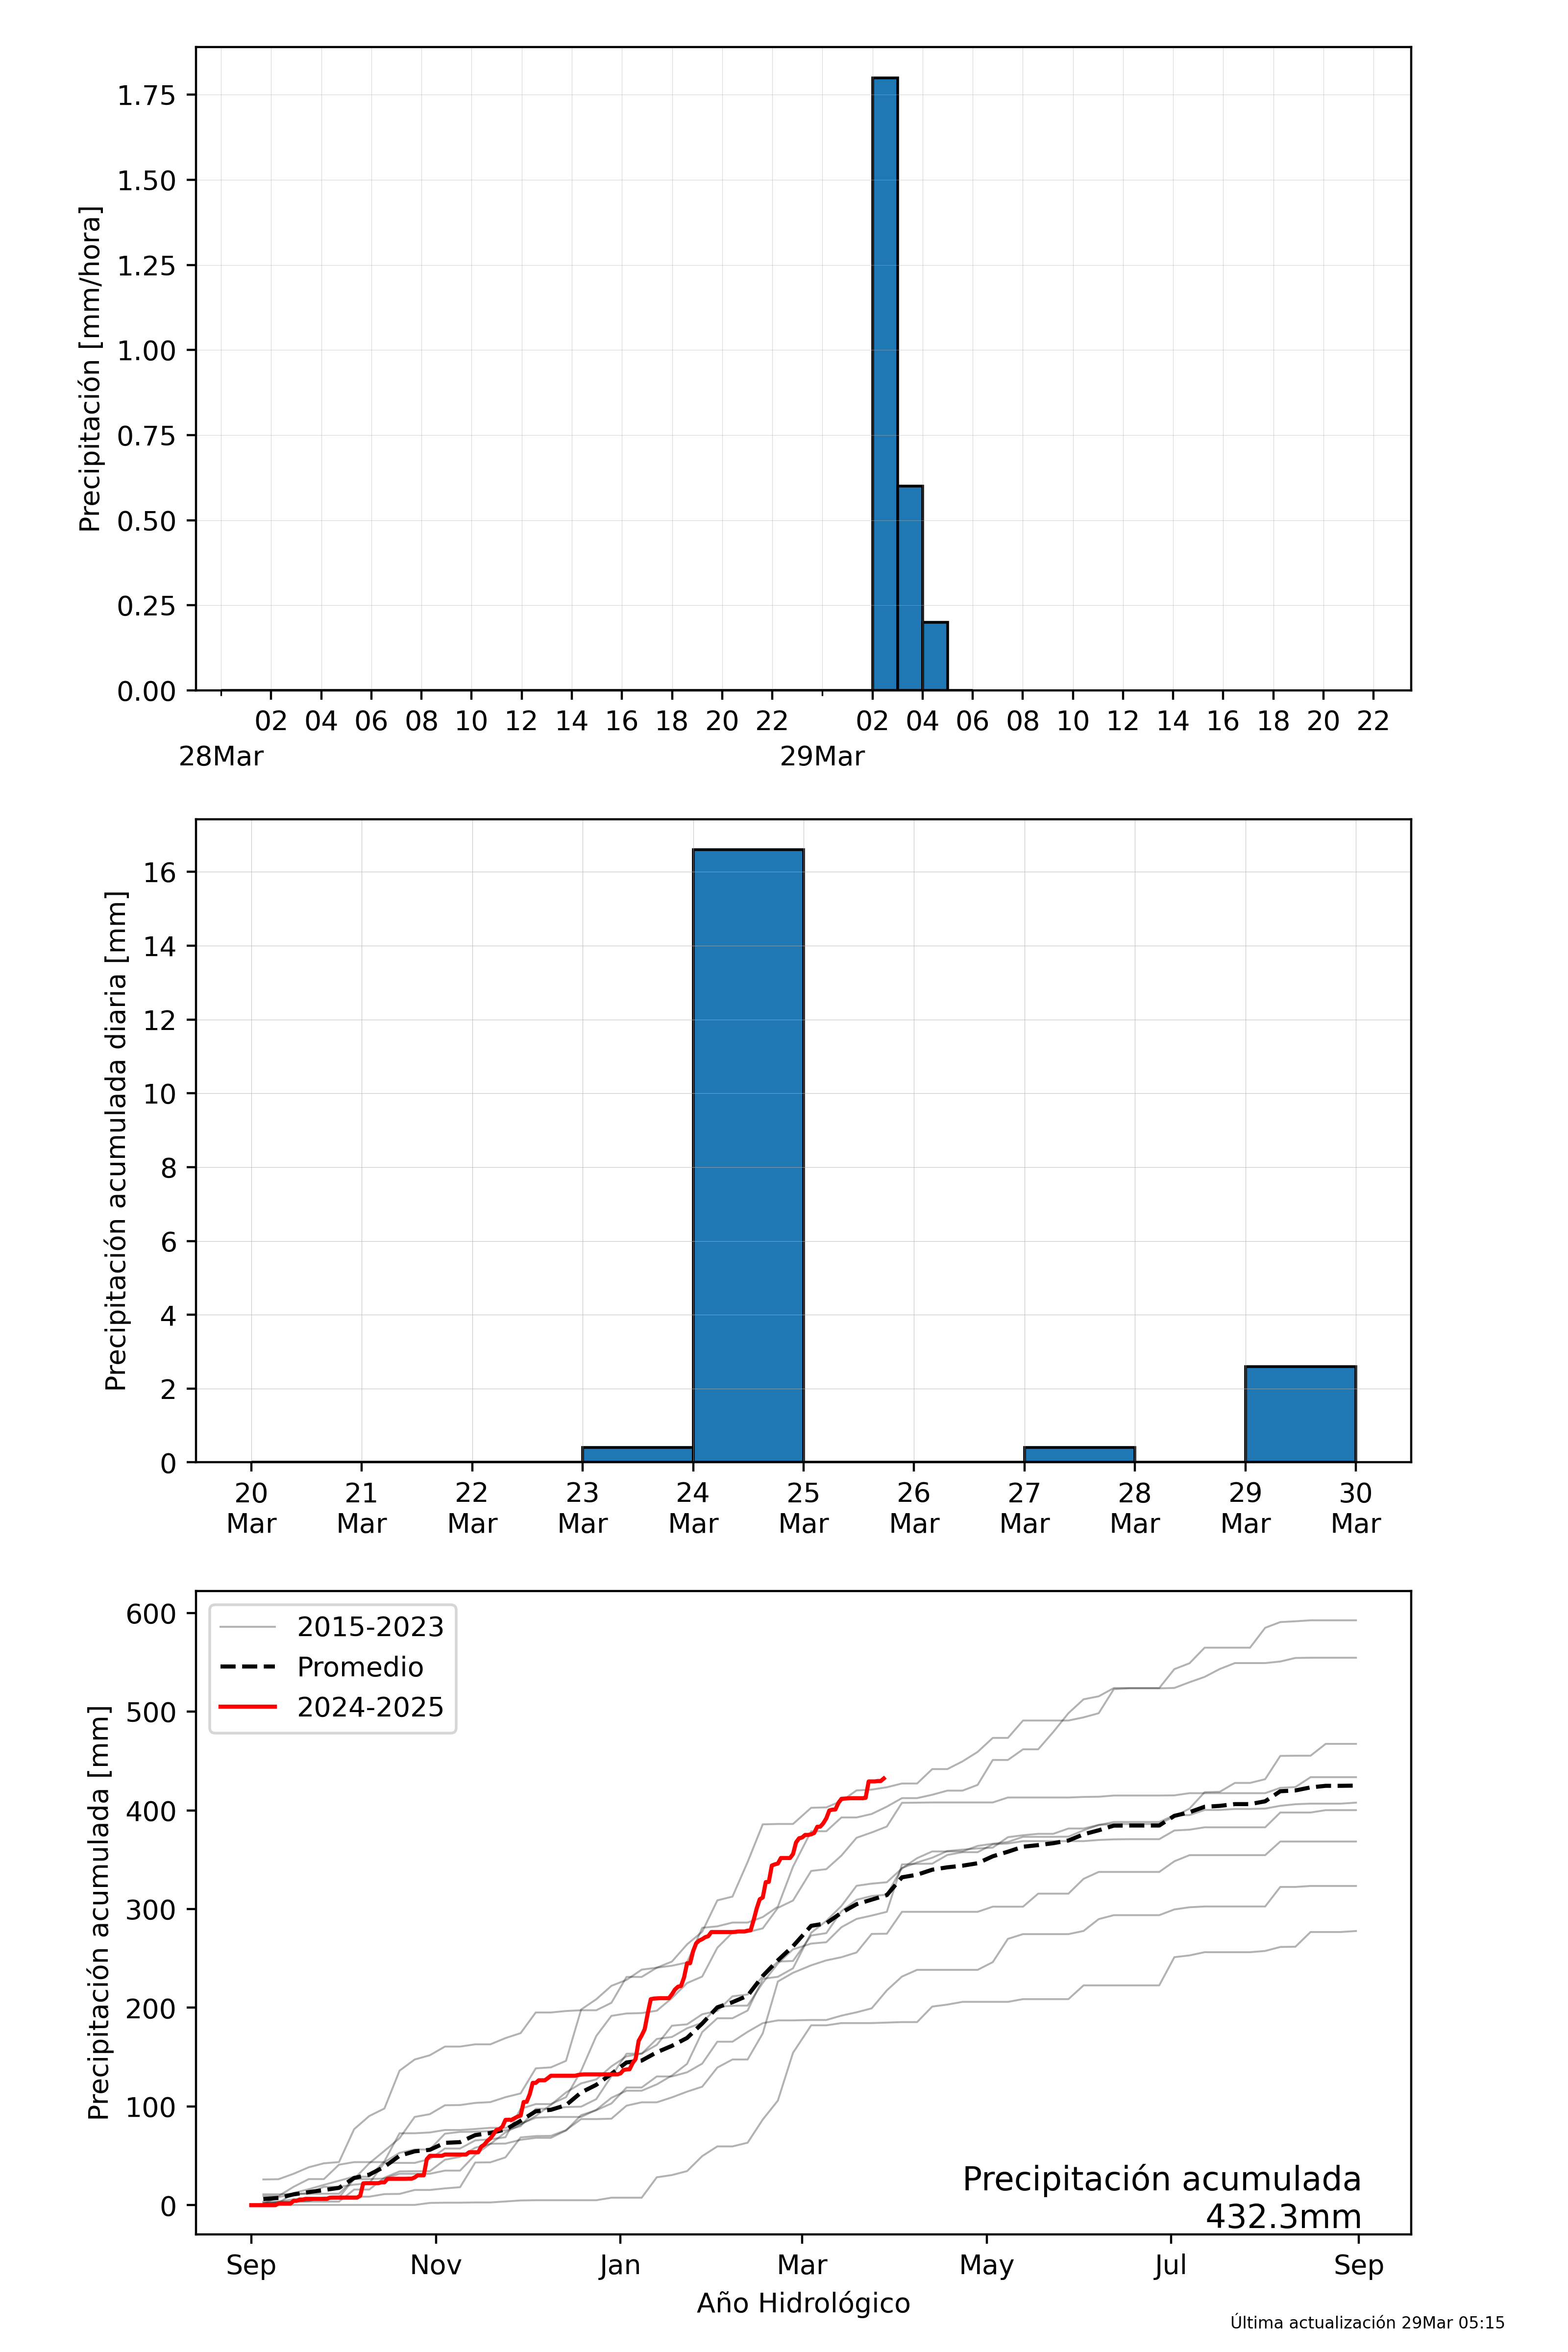 Precipitación [mm/hora]
1.75
1.50
1.25
1.00
0.75
0.50
0.25
0.00
02 04 06 08 10 12 14 16 18 20 22 02 04 06 08 10 12 14 16 18 20 22
28Mar 29Mar
Precipitación acumulada diaria [mm]
16
14
12
10
8
6
4
2
0
20 21 22 23 24 25 26 27 28 29 30
Mar Mar Mar Mar Mar Mar Mar Mar Mar Mar Mar
Precipitación acumulada [mm]
600
500
400
300
200
100
0
2015-2023
Promedio
2024-2025
Precipitación acumulada
432.3mm
Sep Nov Jan Mar May Jul Sep
Año Hidrológico
Última actualización 29Mar 05:15